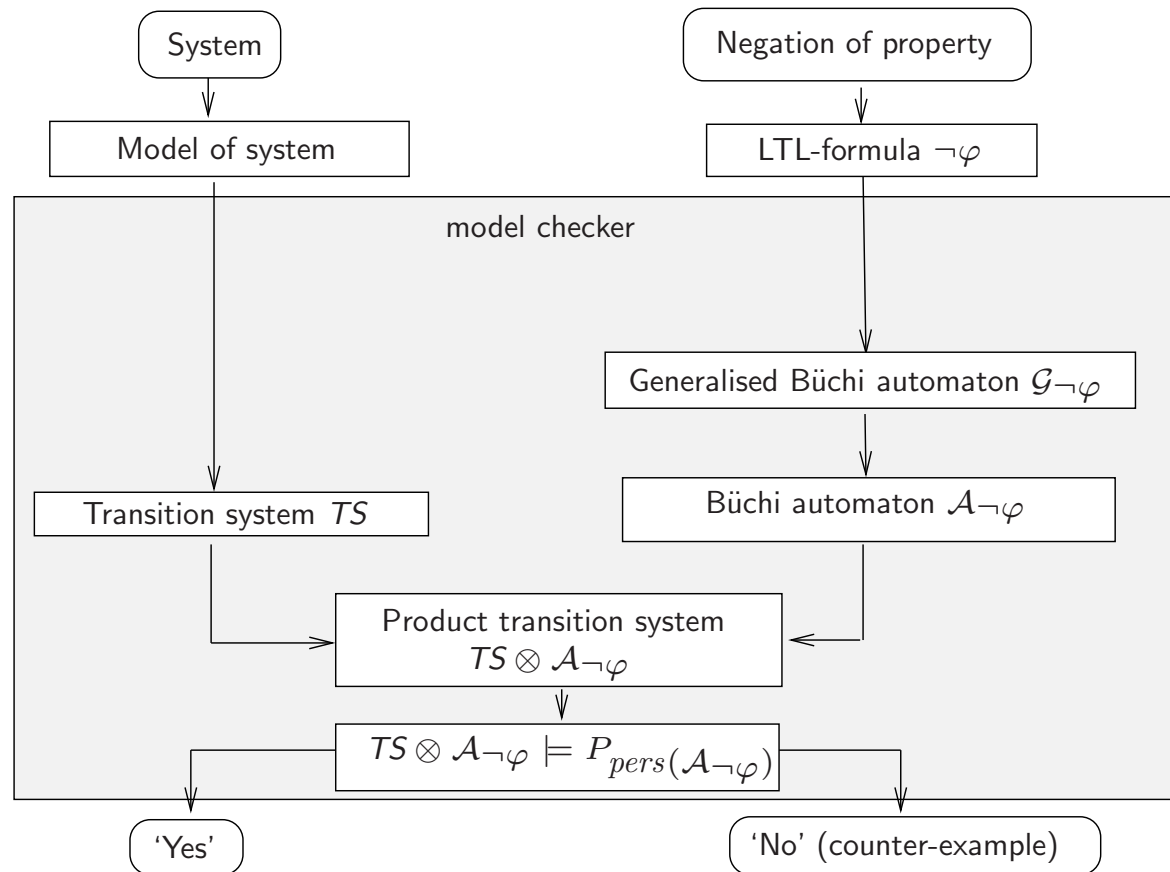 System
Negation of property
Model of system
LTL-formula ¬φ
model checker
Generalised Büchi automaton 𝒢¬φ
Transition system TS
Büchi automaton 𝒜¬φ
Product transition system
TS ⊗ 𝒜¬φ
TS ⊗ 𝒜¬φ ⊨ P_pers(𝒜¬φ)
‘Yes’
‘No’ (counter-example)